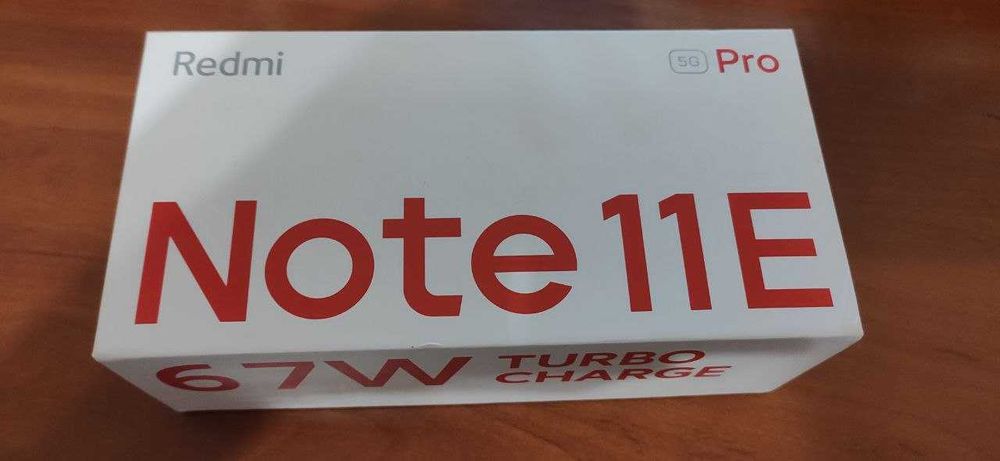 Redmi
5G Pro
Note 11E
67W TURBO
CHARGE